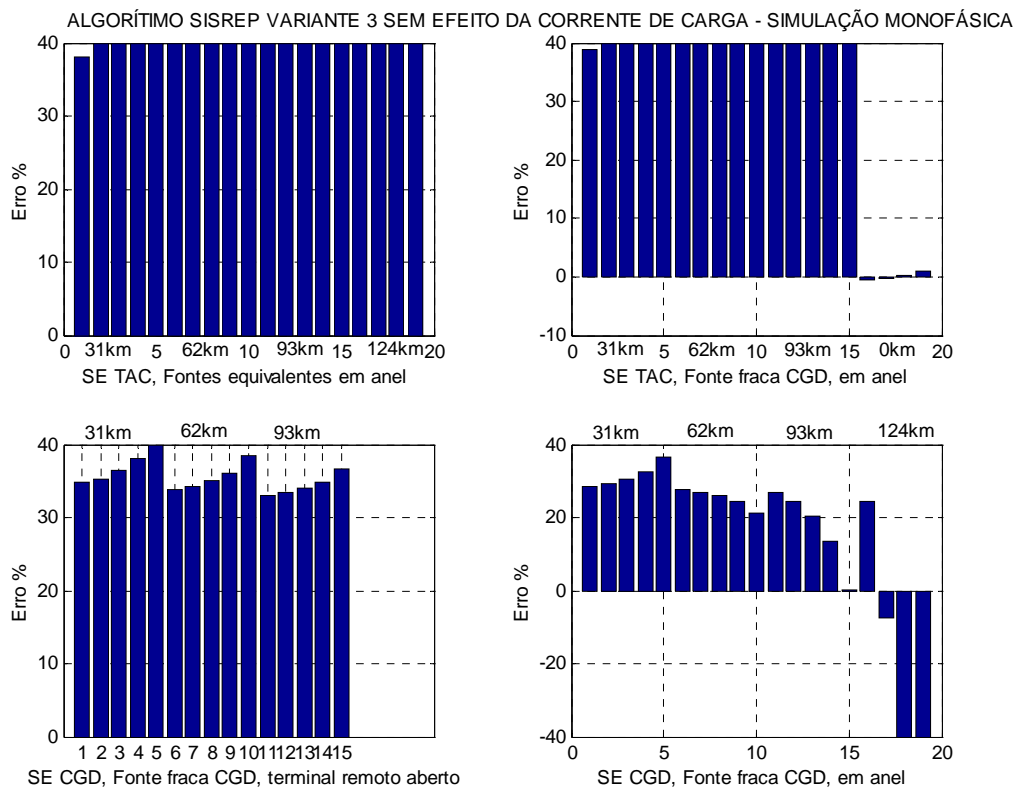 ALGORÍTIMO SISREP VARIANTE 3 SEM EFEITO DA CORRENTE DE CARGA - SIMULAÇÃO MONOFÁSICA
40
30
20
10
0
Erro %
0 31km 5 62km 10 93km 15 124km 20
SE TAC, Fontes equivalentes em anel
40
30
20
10
0
-10
Erro %
0 31km 5 62km 10 93km 15 0km 20
SE TAC, Fonte fraca CGD, em anel
31km 62km 93km
40
30
20
10
0
Erro %
1 2 3 4 5 6 7 8 9 10 11 12 13 14 15
SE CGD, Fonte fraca CGD, terminal remoto aberto
31km 62km 93km 124km
40
20
0
-20
-40
Erro %
0 5 10 15 20
SE CGD, Fonte fraca CGD, em anel